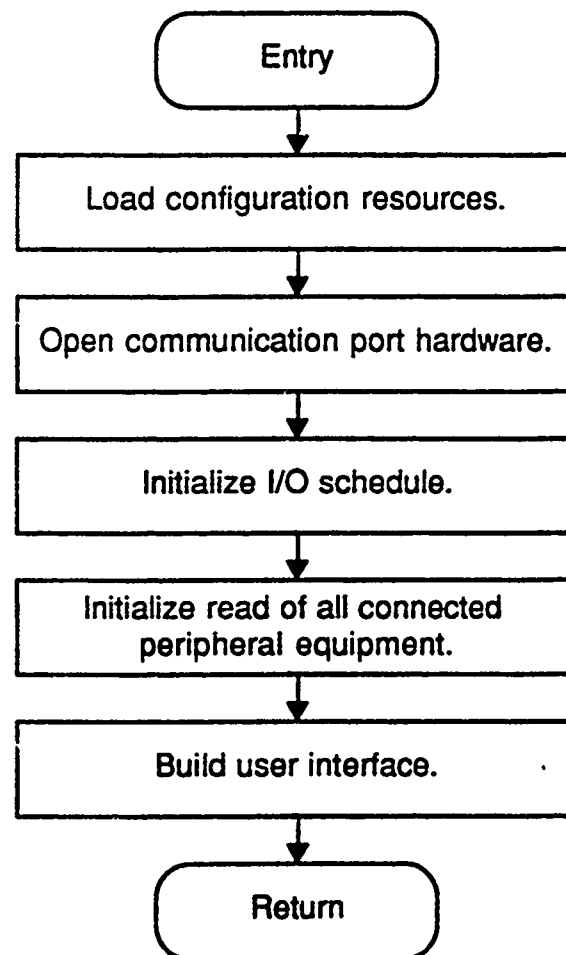 Entry
Load configuration resources.
Open communication port hardware.
Initialize I/O schedule.
Initialize read of all connected
peripheral equipment.
Build user interface.
Return